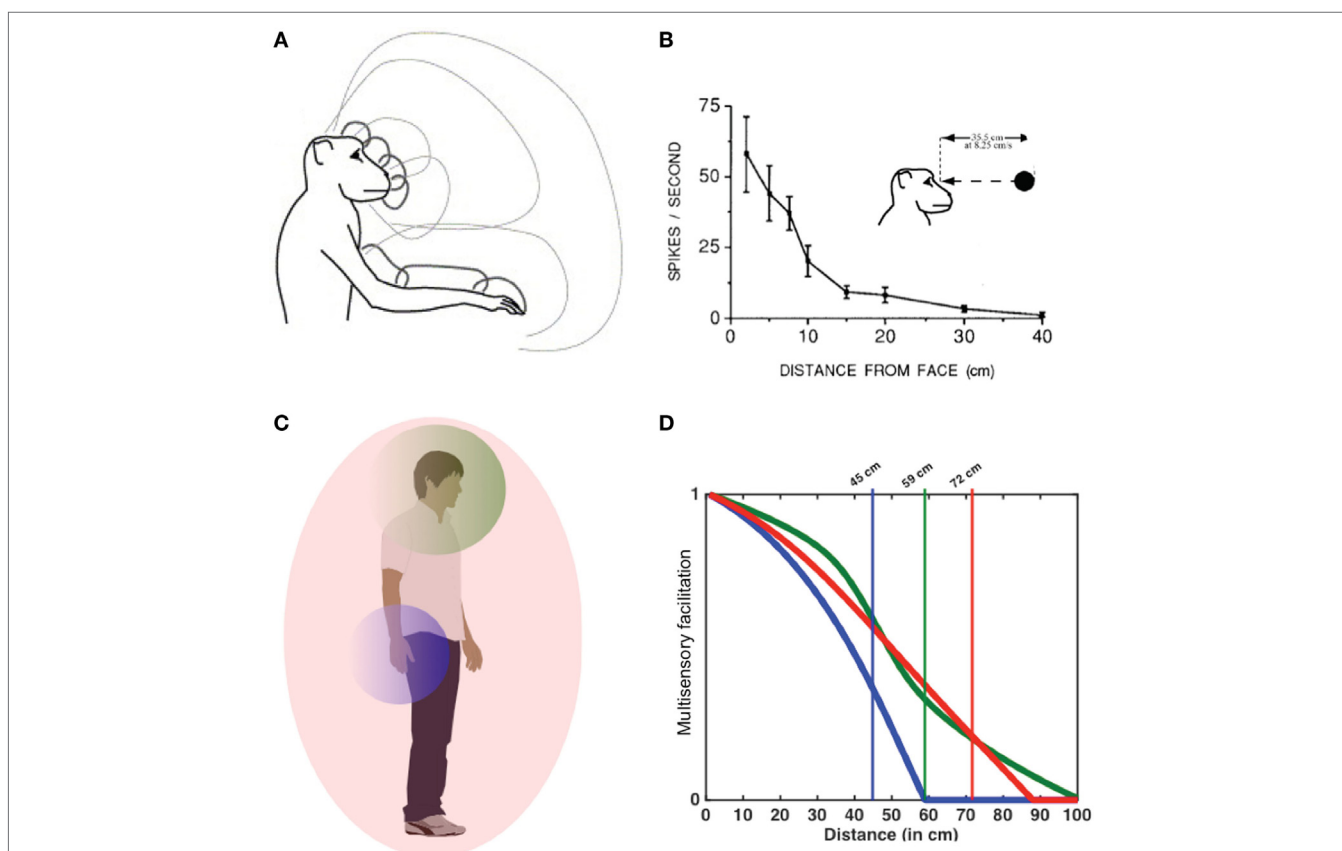 A
B
75
50
25
0
SPIKES / SECOND
35.5 cm
at 8.25 cm/s
0
10
20
30
40
DISTANCE FROM FACE (cm)
C
D
45 cm
59 cm
72 cm
1
0
Multisensory facilitation
0
10
20
30
40
50
60
70
80
90
100
Distance (in cm)